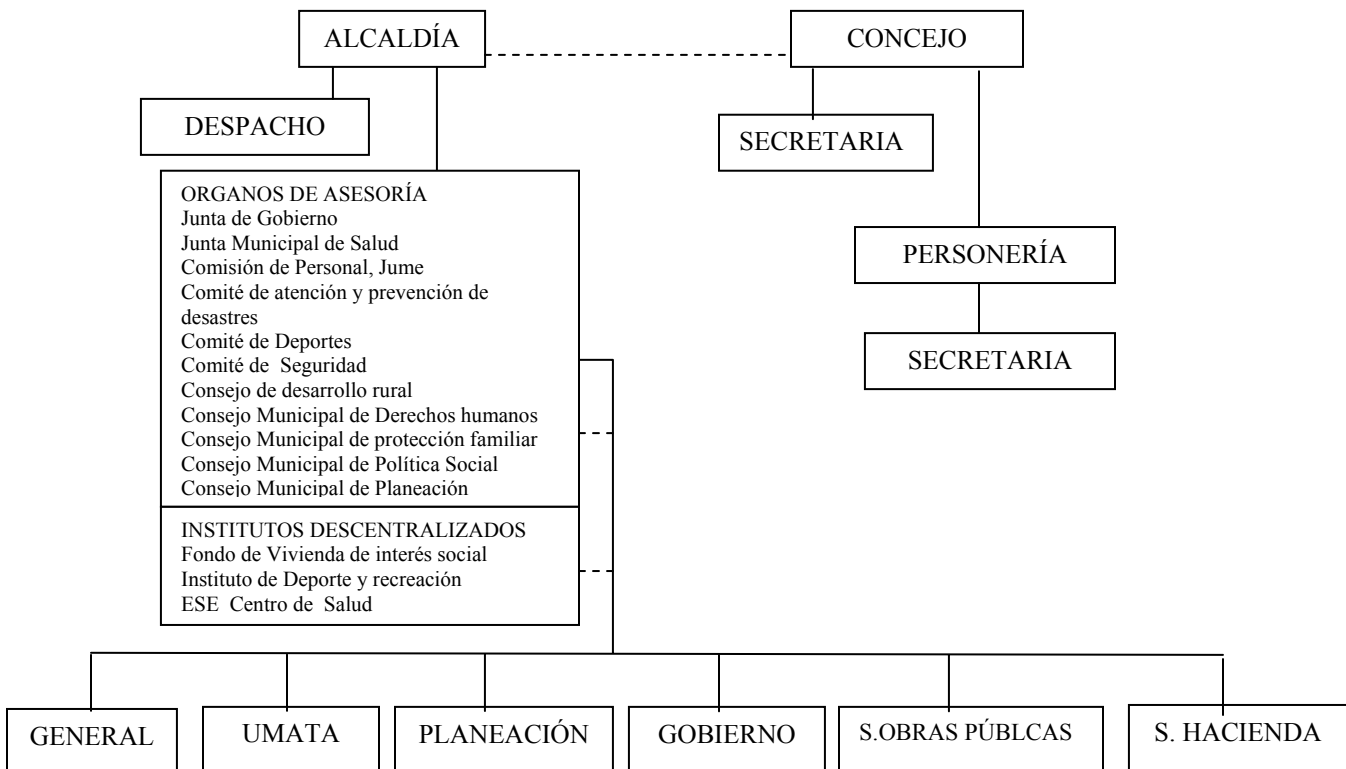 ALCALDÍA
CONCEJO
DESPACHO
SECRETARIA
ORGANOS DE ASESORÍA
Junta de Gobierno
Junta Municipal de Salud
Comisión de Personal, Jume
Comité de atención y prevención de
desastres
Comité de Deportes
Comité de Seguridad
Consejo de desarrollo rural
Consejo Municipal de Derechos humanos
Consejo Municipal de protección familiar
Consejo Municipal de Política Social
Consejo Municipal de Planeación
PERSONERÍA
SECRETARIA
INSTITUTOS DESCENTRALIZADOS
Fondo de Vivienda de interés social
Instituto de Deporte y recreación
ESE Centro de Salud
GENERAL
UMATA
PLANEACIÓN
GOBIERNO
S.OBRAS PÚBLCAS
S. HACIENDA